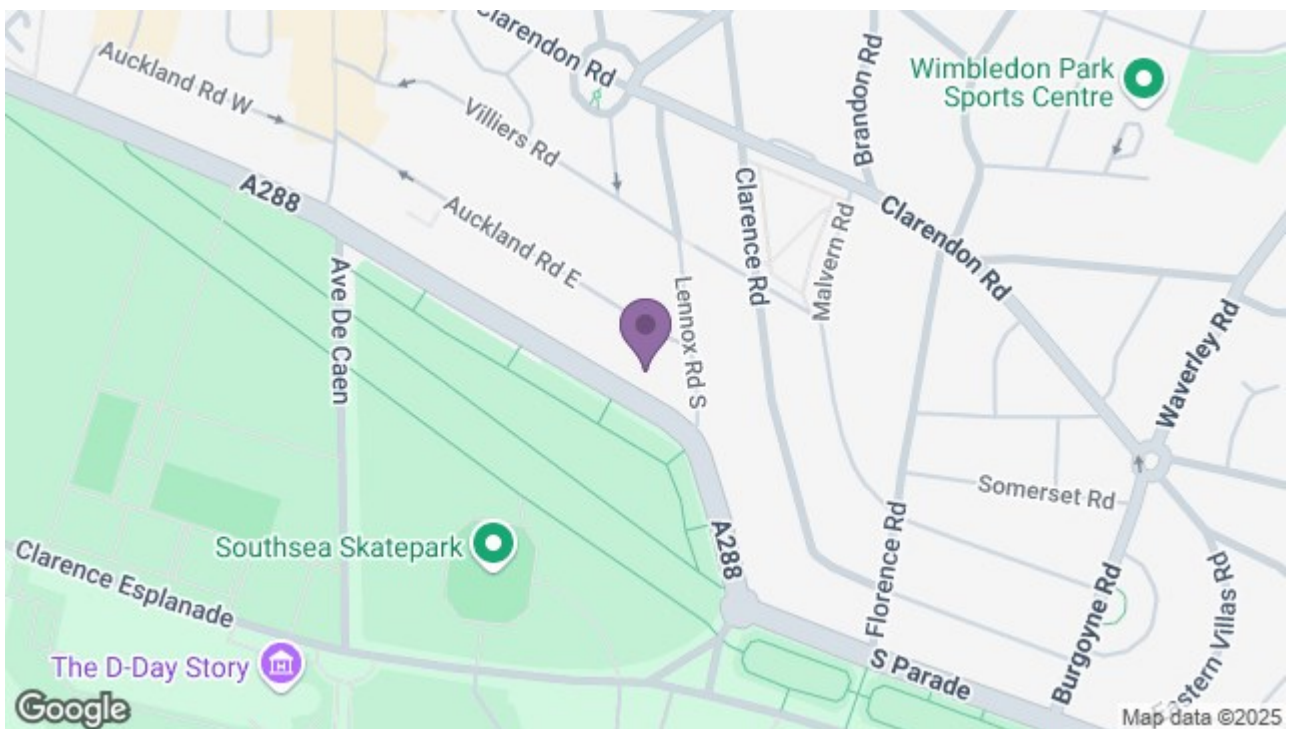 Clarendon Rd
Auckland Rd W
Brandon Rd
Wimbledon Park
Sports Centre
Villiers Rd
A288
Auckland Rd E
Clarence Rd
Malvern Rd
Clarendon Rd
Ave De Caen
Lennox Rd S
Waverley Rd
Somerset Rd
Southsea Skatepark
A288
Florence Rd
Clarence Esplanade
Burgoyne Rd
Eastern Villas Rd
The D-Day Story
S Parade
Google
Map data ©2025